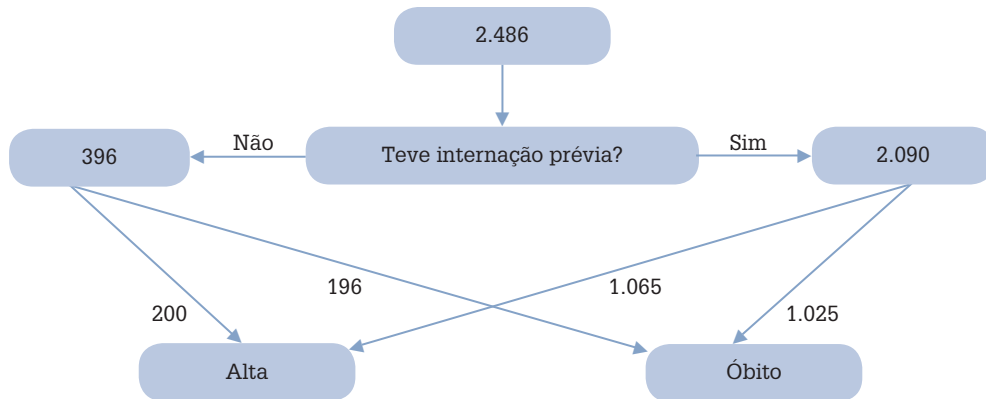 2.486
Não
Sim
396
Teve internação prévia?
2.090
196
1.065
200
1.025
Alta
Óbito